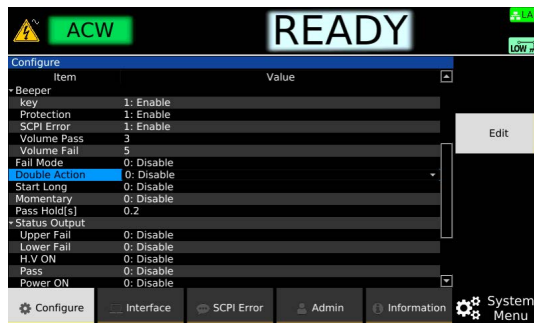 ACW
READY
LA
LOW
Configure
Item Value
Beeper
key 1: Enable
Protection 1: Enable
SCPI Error 1: Enable
Volume Pass 3
Volume Fail 5
Fail Mode 0: Disable
Double Action 0: Disable
Start Long 0: Disable
Momentary 0: Disable
Pass Hold[s] 0.2
Status Output
Upper Fail 0: Disable
Lower Fail 0: Disable
H.V ON 0: Disable
Pass 0: Disable
Power ON 0: Disable
Edit
Configure Interface SCPI Error Admin Information System Menu